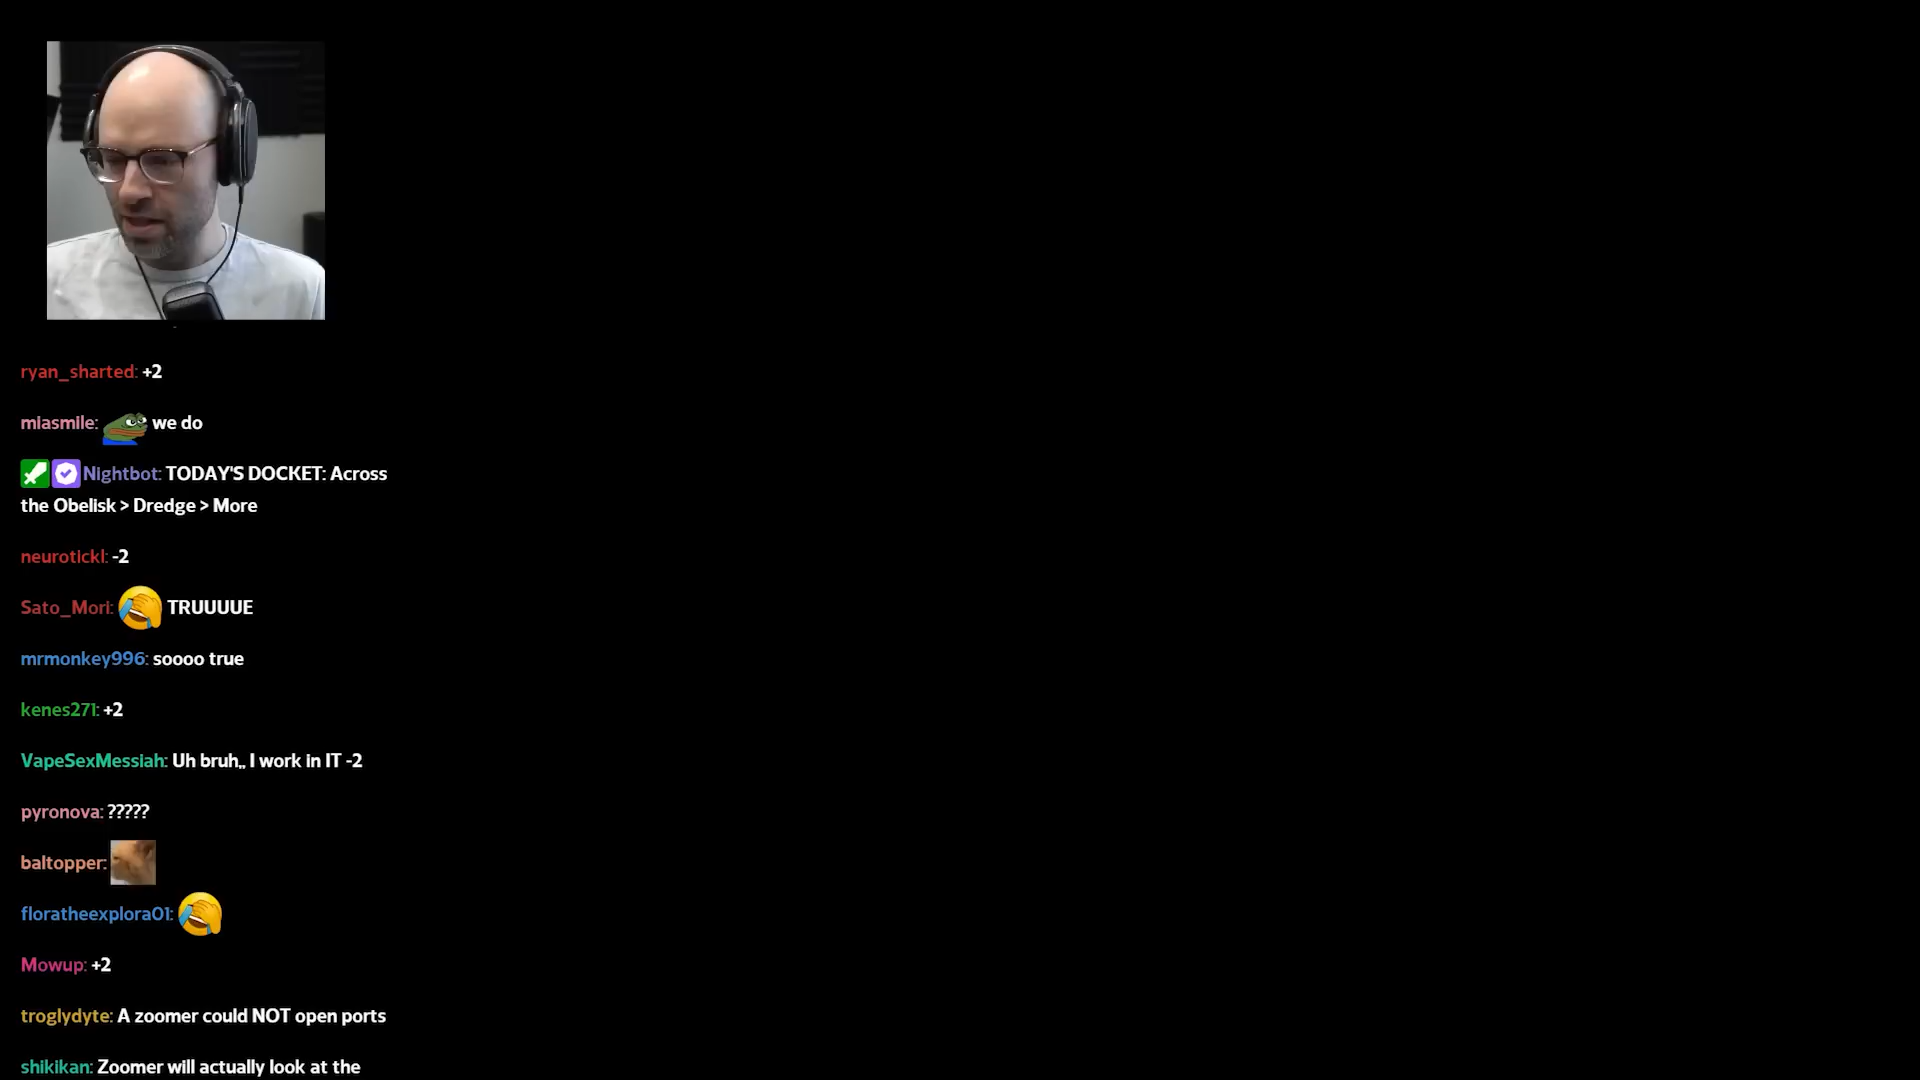 ryan_sharted: +2
miasmile: we do
Nightbot: TODAY'S DOCKET: Across
the Obelisk > Dredge > More
neurotickl: -2
Sato_Mori: TRUUUUE
mrmonkey996: soooo true
kenes271: +2
VapeSexMessiah: Uh bruh,, I work in IT -2
pyronova: ?????
baltopper:
floratheexplora01:
Mowup: +2
troglydyte: A zoomer could NOT open ports
shikikan: Zoomer will actually look at the